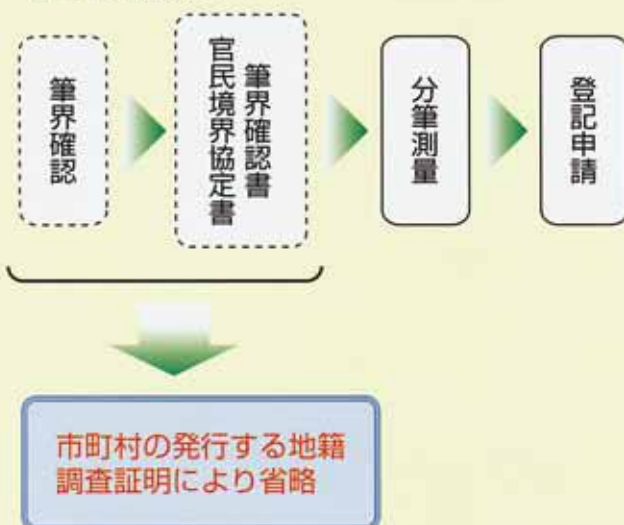 筆界確認
筆界確認書
官民境界協定書
分筆測量
登記申請
市町村の発行する地籍
調査証明により省略